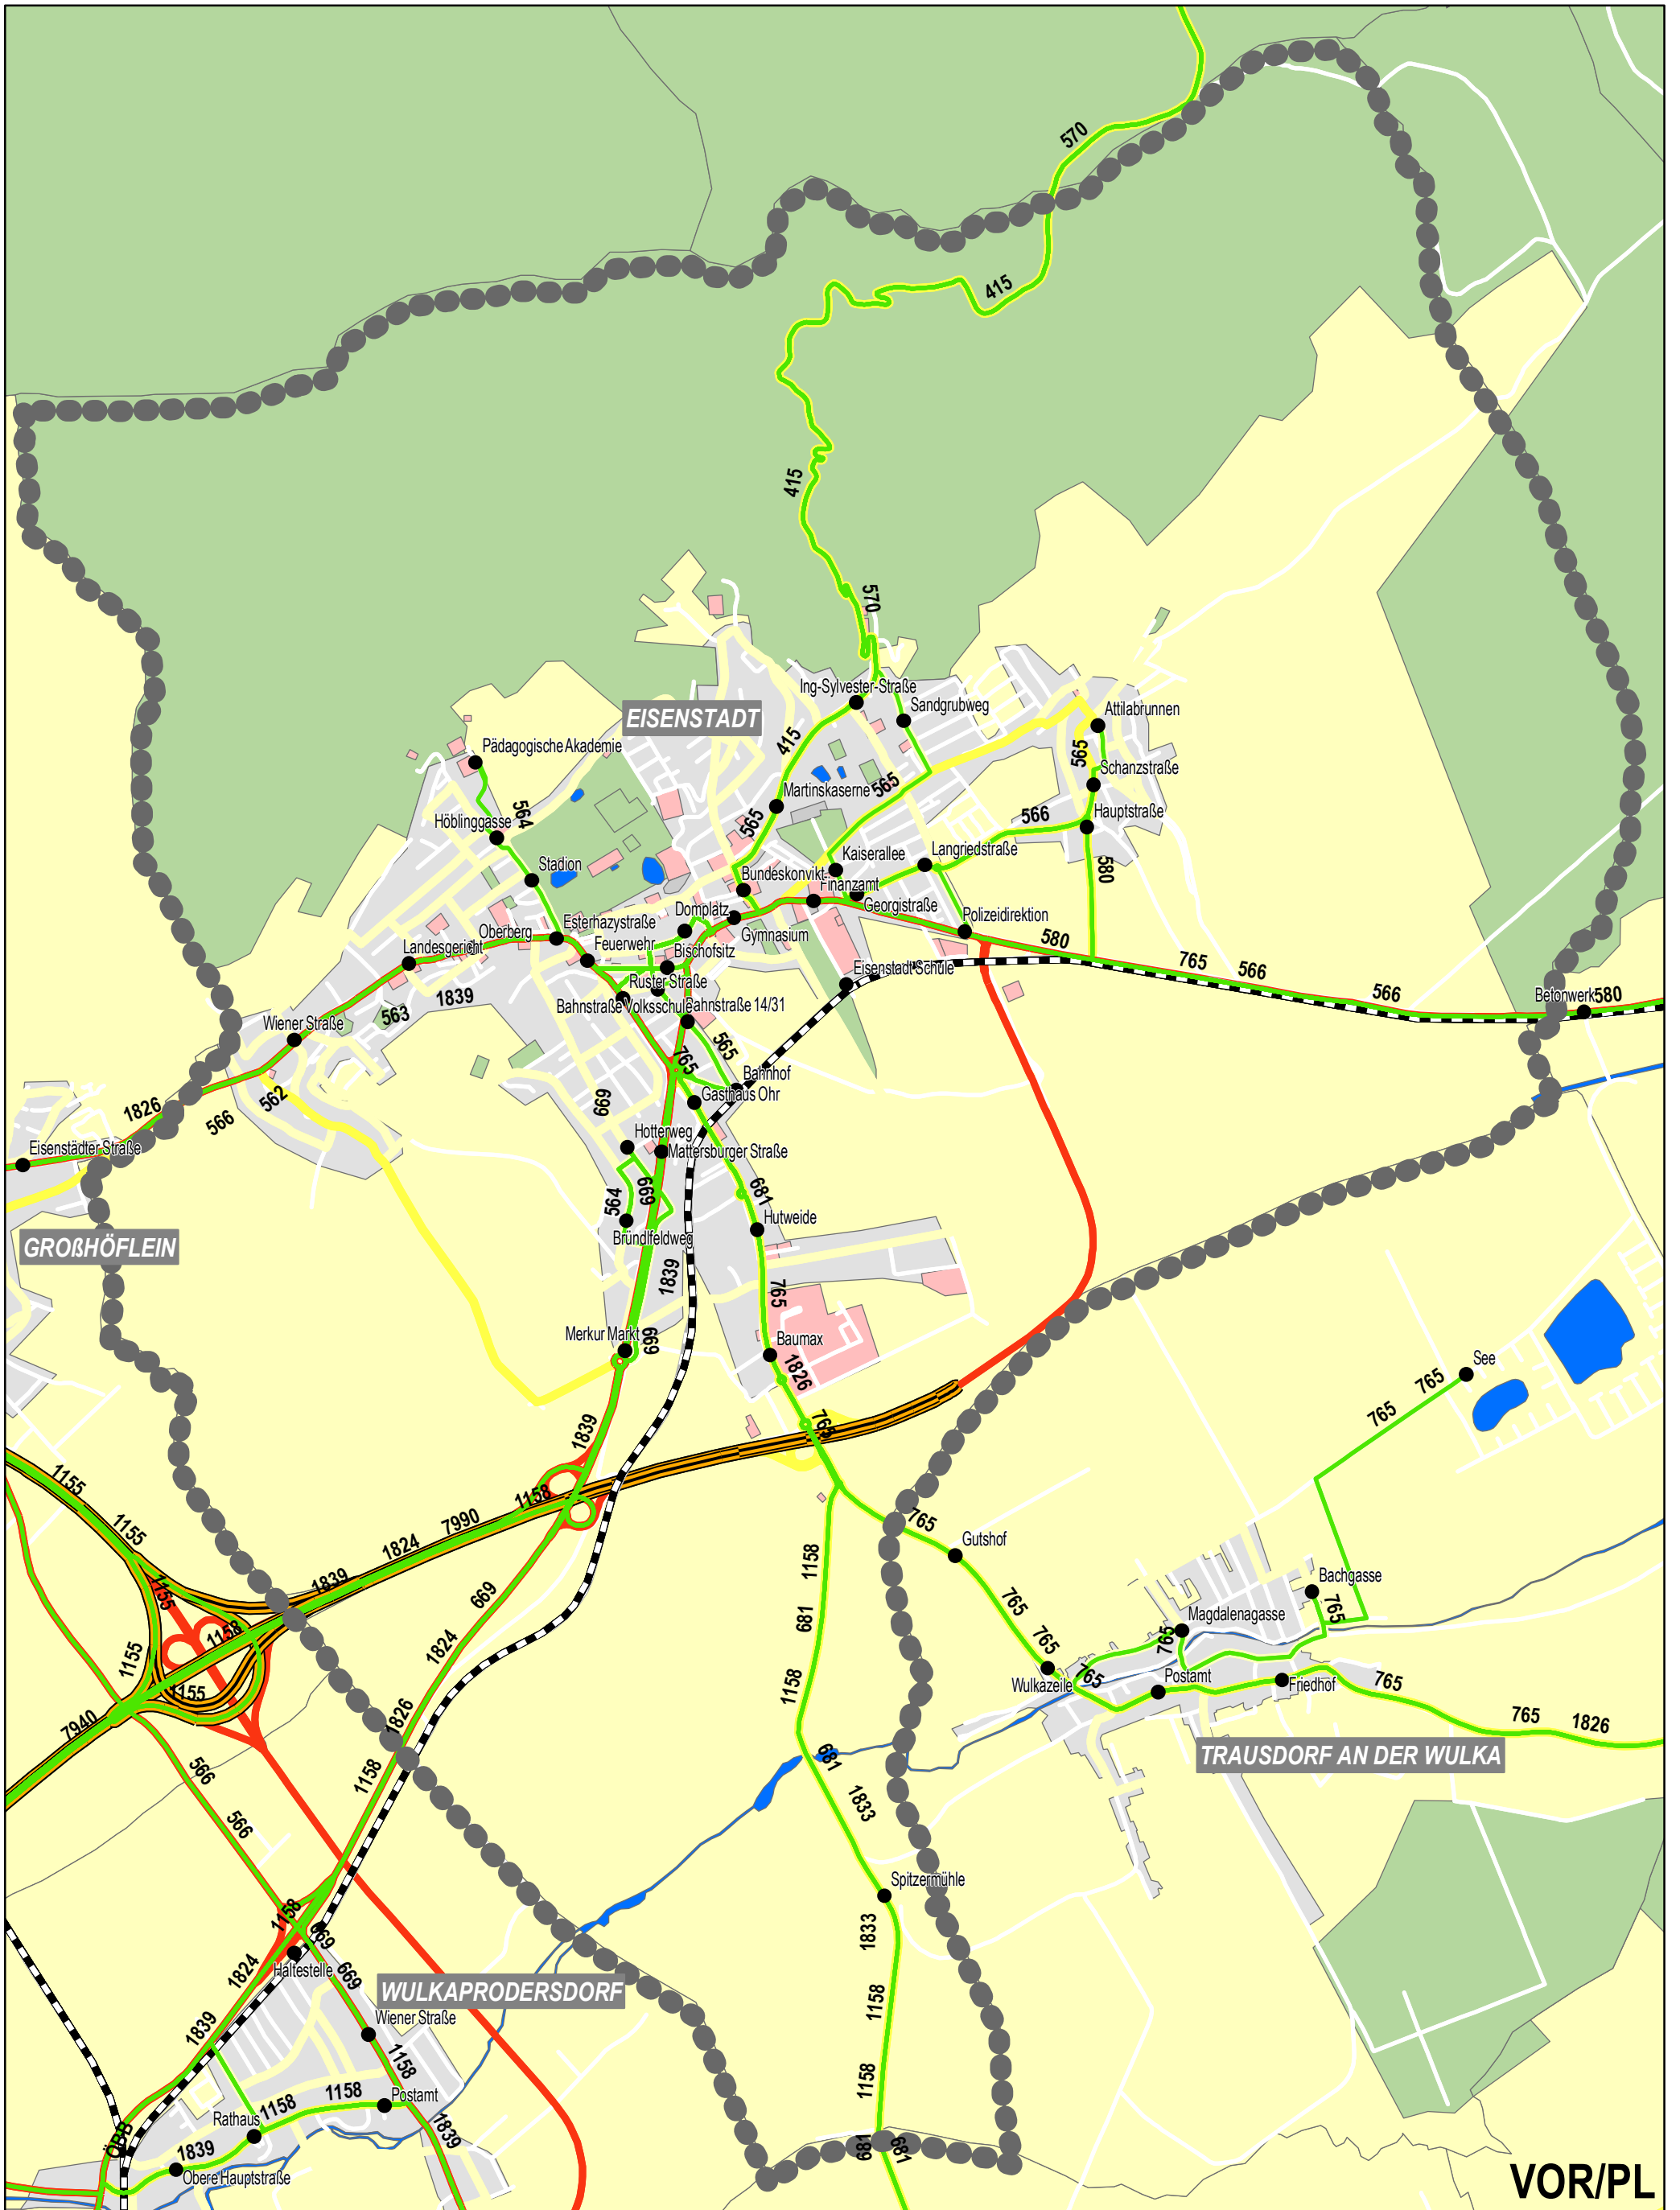 570
415
415
570
Ing-Sylvester-Straße
EISENSTADT
Sandgrubweg
Attilabrunnen
415
Pädagogische Akademie
565
Schanzstraße
565
Martinskaserne
564
565
566
Hauptstraße
Höblinggasse
Langriedstraße
Kaiserallee
Stadion
580
Bundeskonvikt
Finanzamt
Georgistraße
Domplatz
Polizeidirektion
Esterhazystraße
Gymnasium
Oberberg
580
Feuerwehr
Landesgericht
Bischofsitz
765
566
Eisenstadt Schule
Ruster Straße
566
Betonwerk
580
1839
Bahnstraße Volksschule
Bahnstraße 14/31
563
Wiener Straße
565
765
Bahnhof
562
Gasthaus Ohr
1826
566
669
Hotterweg
Eisenstädter Straße
Mattersburger Straße
669
681
564
Hutweide
Bründlfeldweg
GROßHÖFLEIN
1839
765
Merkur Markt
669
Baumax
1826
See
765
765
765
1839
1155
1158
7990
1155
1824
765
Gutshof
1158
1839
1155
669
765
Bachgasse
681
765
1158
1824
Magdalenagasse
765
1155
765
1155
1158
Wulkazeile
765
Postamt
Friedhof
765
1826
765
1826
7940
681
TRAUSDORF AN DER WULKA
566
1158
1833
566
Spitzermühle
1158
669
1833
Haltestelle
1824
669
WULKAPRODERSDORF
1158
Wiener Straße
1839
1158
1158
1158
Postamt
1158
Rathaus
1839
ÖBB
1839
681
681
Obere Hauptstraße
VOR/PL